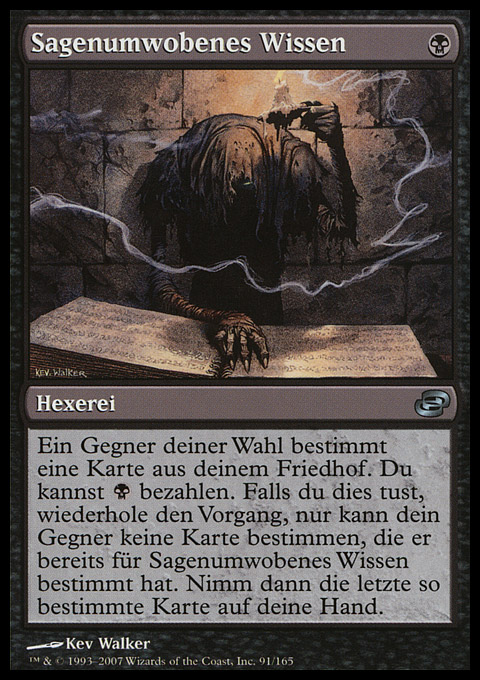 Sagenumwobenes Wissen
KEV. WALKER
Hexerei
Ein Gegner deiner Wahl bestimmt
eine Karte aus deinem Friedhof. Du
kannst bezahlen. Falls du dies tust,
wiederhole den Vorgang, nur kann dein
Gegner keine Karte bestimmen, die er
bereits für Sagenumwobenes Wissen
bestimmt hat. Nimm dann die letzte so
bestimmte Karte auf deine Hand.
Kev Walker
™ & © 1993–2007 Wizards of the Coast, Inc. 91/165